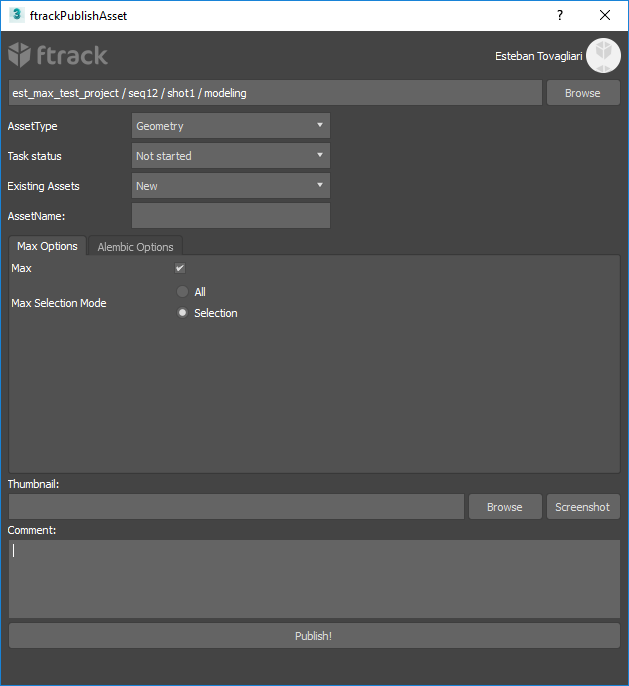 3 ftrackPublishAsset ?
ftrack
Esteban Tovagliari
est_max_test_project / seq12 / shot1 / modeling Browse
AssetType Geometry
Task status Not started
Existing Assets New
AssetName:
Max Options Alembic Options
Max
All
Max Selection Mode
Selection
Thumbnail:
Browse Screenshot
Comment:
Publish!